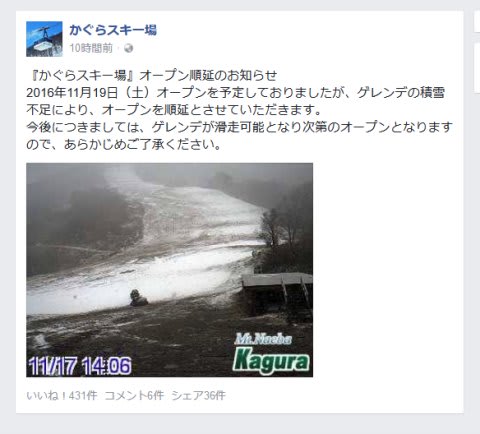 かぐらスキー場
10時間前
『かぐらスキー場』オープン順延のお知らせ
2016年11月19日（土）オープンを予定しておりましたが、ゲレンデの積雪
不足により、オープンを順延とさせていただきます。
今後につきましては、ゲレンデが滑走可能となり次第のオープンとなります
ので、あらかじめご了承ください。
Mt.Naeba
Kagura
11/17 14:06
いいね！431件 コメント6件 シェア36件